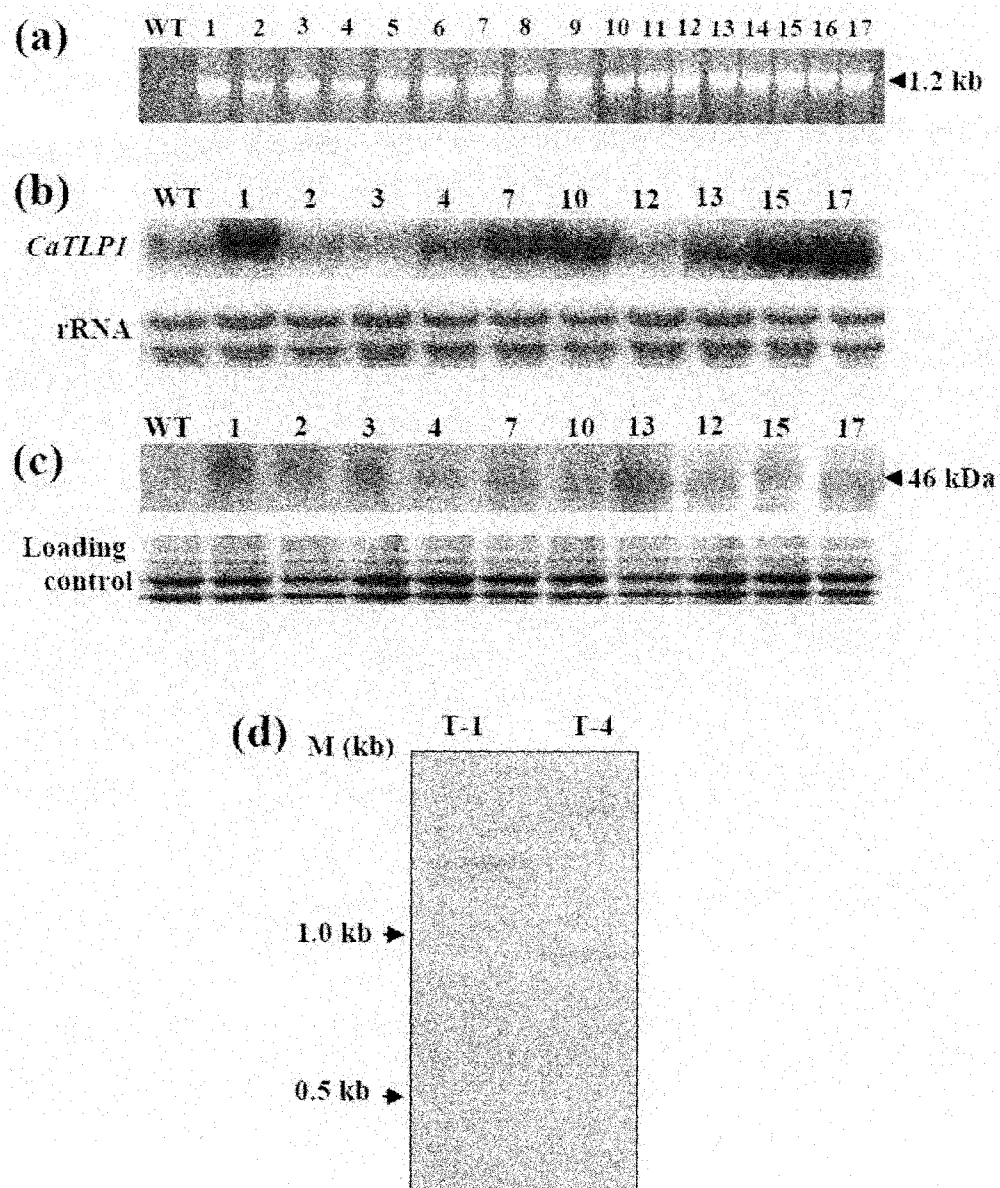 (a) WT 1 2 3 4 5 6 7 8 9 10 11 12 13 14 15 16 17
1.2 kb
(b) WT 1 2 3 4 7 10 12 13 15 17
CaTLP1
rRNA
WT 1 2 3 4 7 10 13 12 15 17
(c)
46 kDa
Loading
control
(d) M (kb) T-1 T-4
1.0 kb
0.5 kb